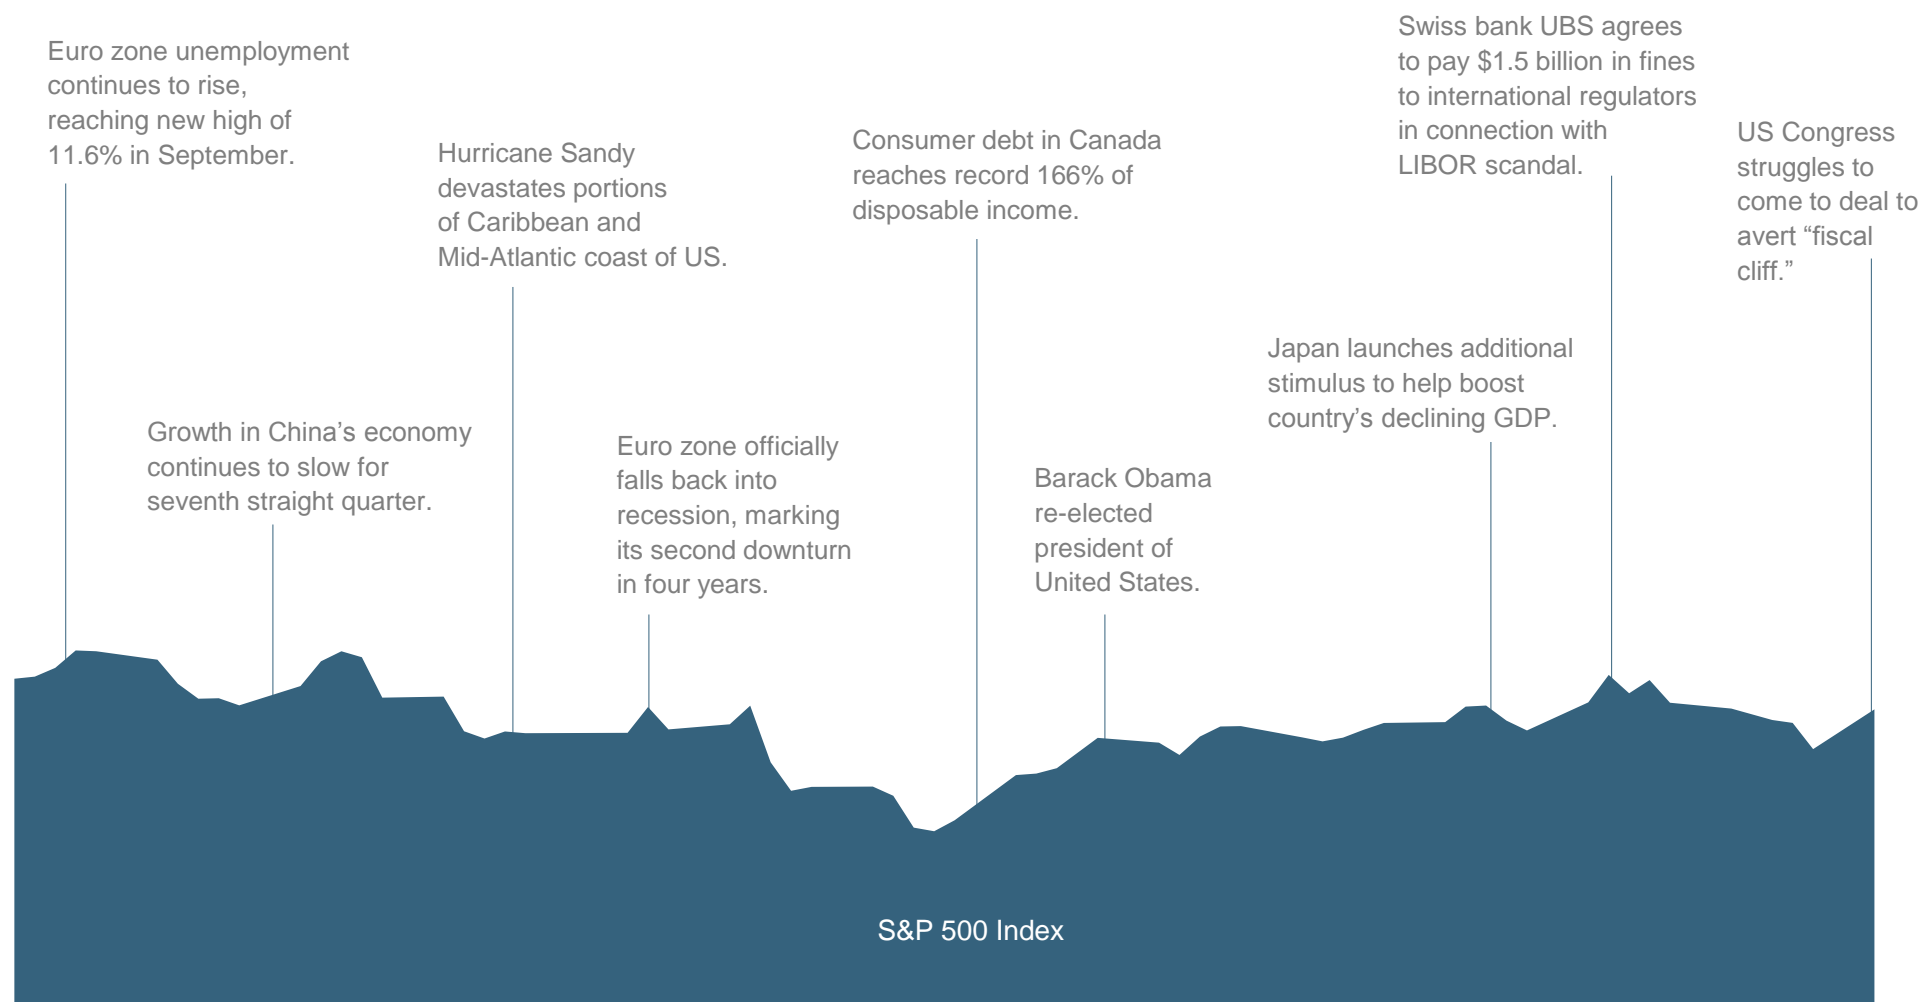 Euro zone unemployment
continues to rise,
reaching new high of
11.6% in September.
Growth in China’s economy
continues to slow for
seventh straight quarter.
Hurricane Sandy
devastates portions
of Caribbean and
Mid-Atlantic coast of US.
Euro zone officially
falls back into
recession, marking
its second downturn
in four years.
Consumer debt in Canada
reaches record 166% of
disposable income.
Barack Obama
re-elected
president of
United States.
Japan launches additional
stimulus to help boost
country’s declining GDP.
Swiss bank UBS agrees
to pay $1.5 billion in fines
to international regulators
in connection with
LIBOR scandal.
US Congress
struggles to
come to deal to
avert “fiscal
cliff.”
S&P 500 Index